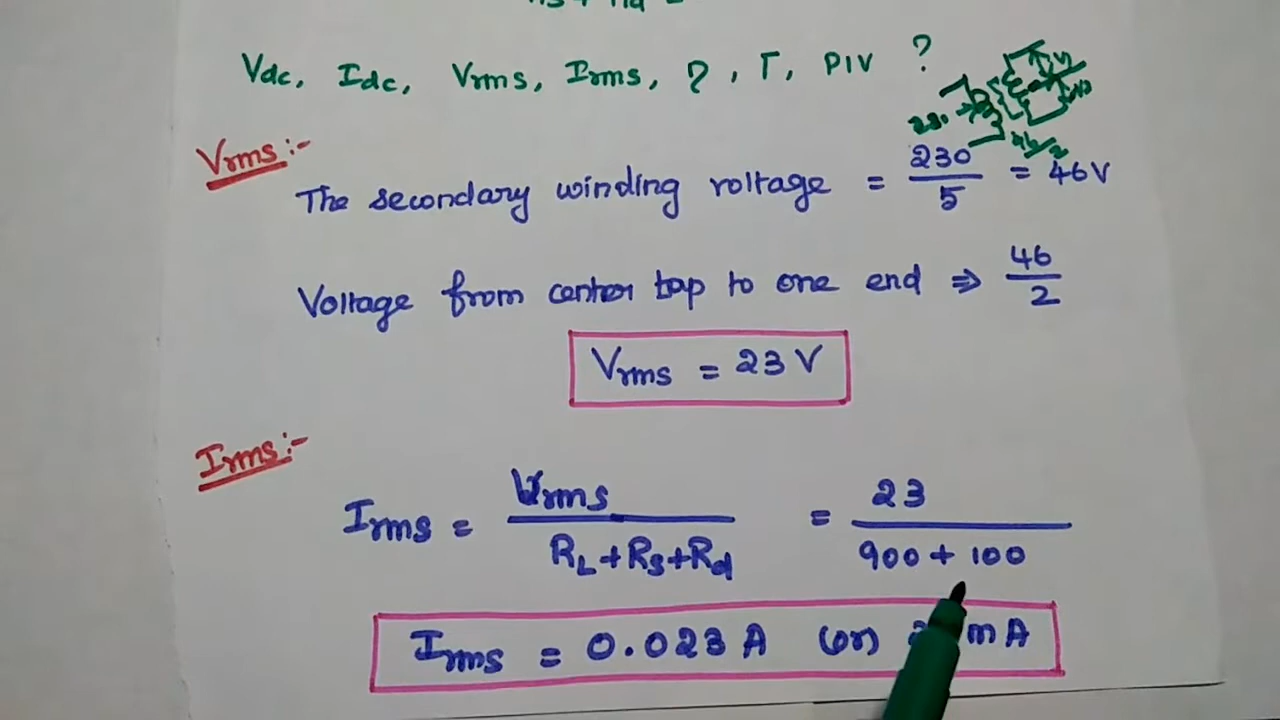 Vdc, Idc, Vrms, Irms, η, Γ, PIV ?
Vrms:-
The secondary winding voltage = 230/5 = 46V
Voltage from center tap to one end ⇒ 46/2
Vrms = 23 V
Irms:-
Irms = Vrms / RL+Rs+Rd = 23 / 900 + 100
Irms = 0.023 A (or) mA